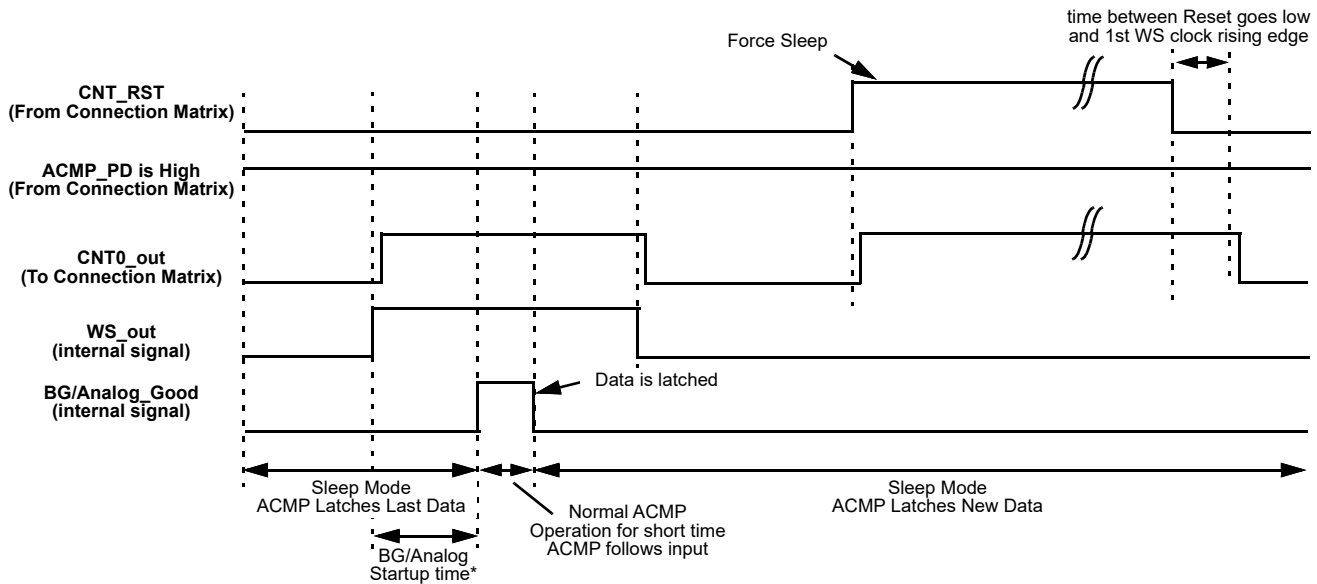 time between Reset goes low
and 1st WS clock rising edge
Force Sleep
CNT_RST
(From Connection Matrix)
ACMP_PD is High
(From Connection Matrix)
CNT0_out
(To Connection Matrix)
WS_out
(internal signal)
BG/Analog_Good
(internal signal)
Data is latched
Sleep Mode
ACMP Latches Last Data
Normal ACMP
Operation for short time
ACMP follows input
Sleep Mode
ACMP Latches New Data
BG/Analog
Startup time*